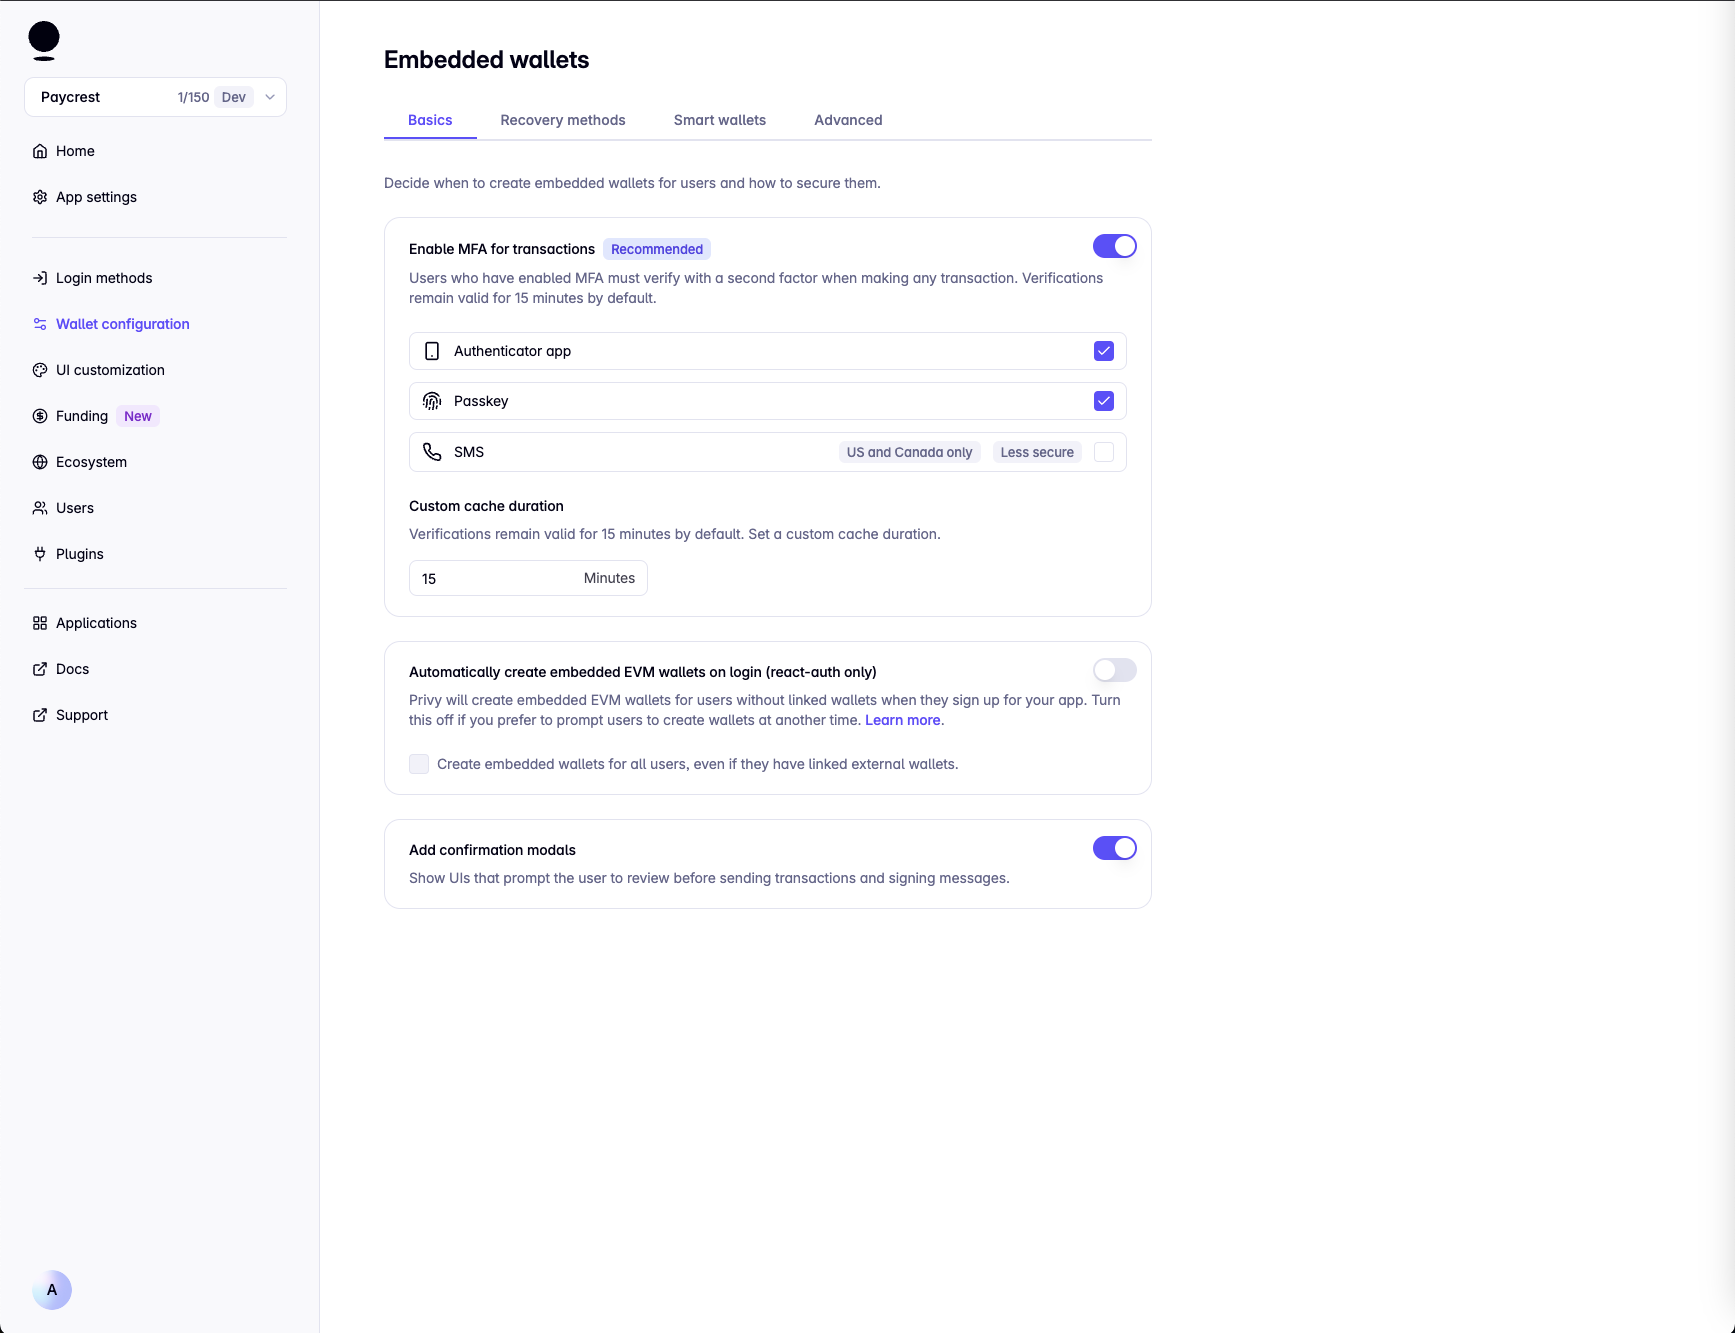 Paycrest 1/150 Dev
Home
App settings
Login methods
Wallet configuration
UI customization
Funding New
Ecosystem
Users
Plugins
Applications
Docs
Support
A
Embedded wallets
Basics Recovery methods Smart wallets Advanced
Decide when to create embedded wallets for users and how to secure them.
Enable MFA for transactions Recommended
Users who have enabled MFA must verify with a second factor when making any transaction. Verifications
remain valid for 15 minutes by default.
Authenticator app
Passkey
SMS US and Canada only Less secure
Custom cache duration
Verifications remain valid for 15 minutes by default. Set a custom cache duration.
15 Minutes
Automatically create embedded EVM wallets on login (react-auth only)
Privy will create embedded EVM wallets for users without linked wallets when they sign up for your app. Turn
this off if you prefer to prompt users to create wallets at another time. Learn more.
Create embedded wallets for all users, even if they have linked external wallets.
Add confirmation modals
Show UIs that prompt the user to review before sending transactions and signing messages.